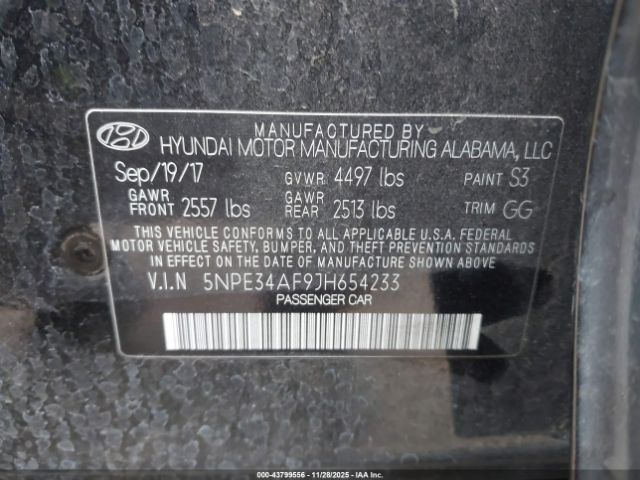 MANUFACTURED BY
HYUNDAI MOTOR MANUFACTURING ALABAMA, LLC
Sep/19/17 GVWR 4497 lbs PAINT S3
GAWR FRONT 2557 lbs GAWR REAR 2513 lbs TRIM GG
THIS VEHICLE CONFORMS TO ALL APPLICABLE U.S.A. FEDERAL
MOTOR VEHICLE SAFETY, BUMPER, AND THEFT PREVENTION STANDARDS
IN EFFECT ON THE DATE OF MANUFACTURE SHOWN ABOVE
V.I.N 5NPE34AF9JH654233
PASSENGER CAR
000-43799556 - 11/28/2025 - IAAI.COM